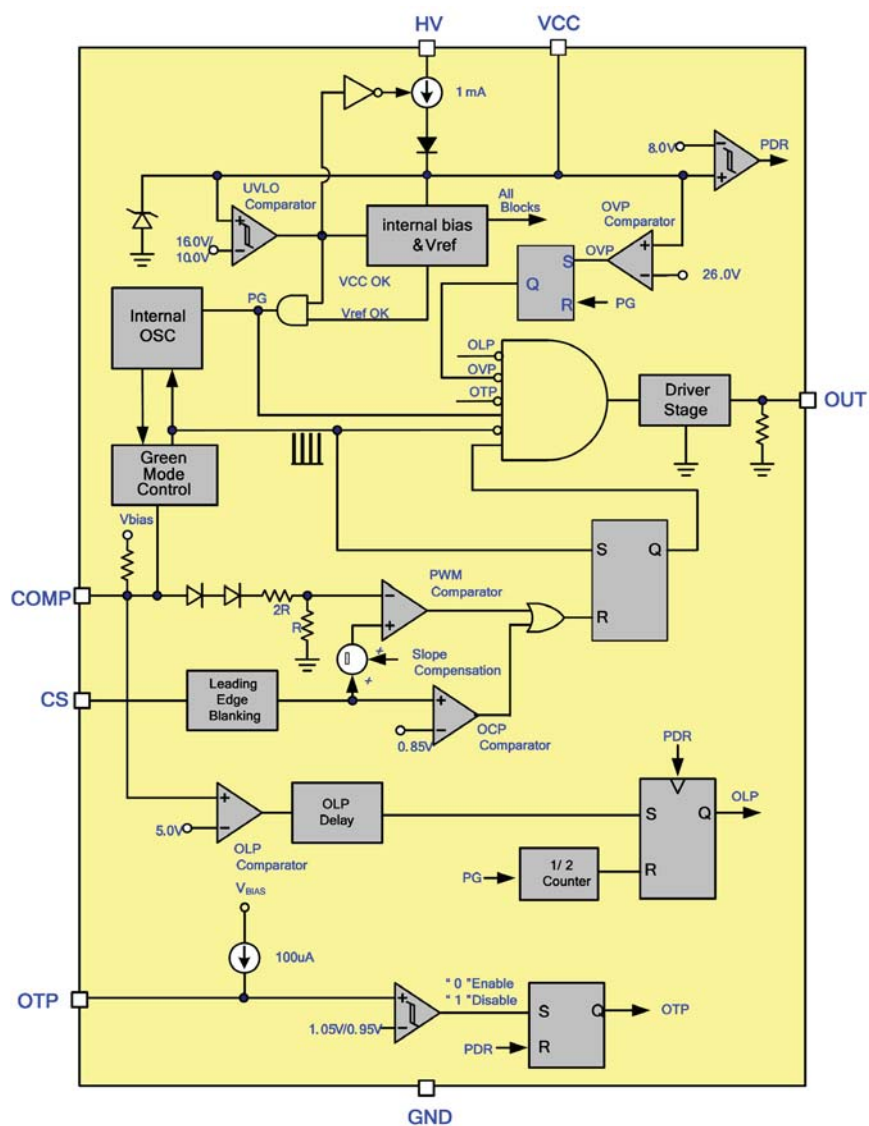 HV
VCC
1mA
8.0V
PDR
UVLO
Comparator
All
Blocks
OVP
Comparator
internal bias
& Vref
16.0V/
10.0V
S
OVP
26.0V
Q
VCC OK
R
PG
PG
Vref OK
Internal
OSC
OLP
OVP
OTP
Driver
Stage
OUT
Green
Mode
Control
Vbias
S
Q
COMP
2R
R
PWM
Comparator
R
Slope
Compensation
+
+
CS
Leading
Edge
Blanking
0.85V
OCP
Comparator
PDR
OLP
Delay
S
Q
OLP
5.0V
OLP
Comparator
PG
1/ 2
Counter
R
VBIAS
100uA
OTP
" 0 "Enable
" 1 "Disable
S
Q
OTP
1.05V/0.95V
PDR
R
GND